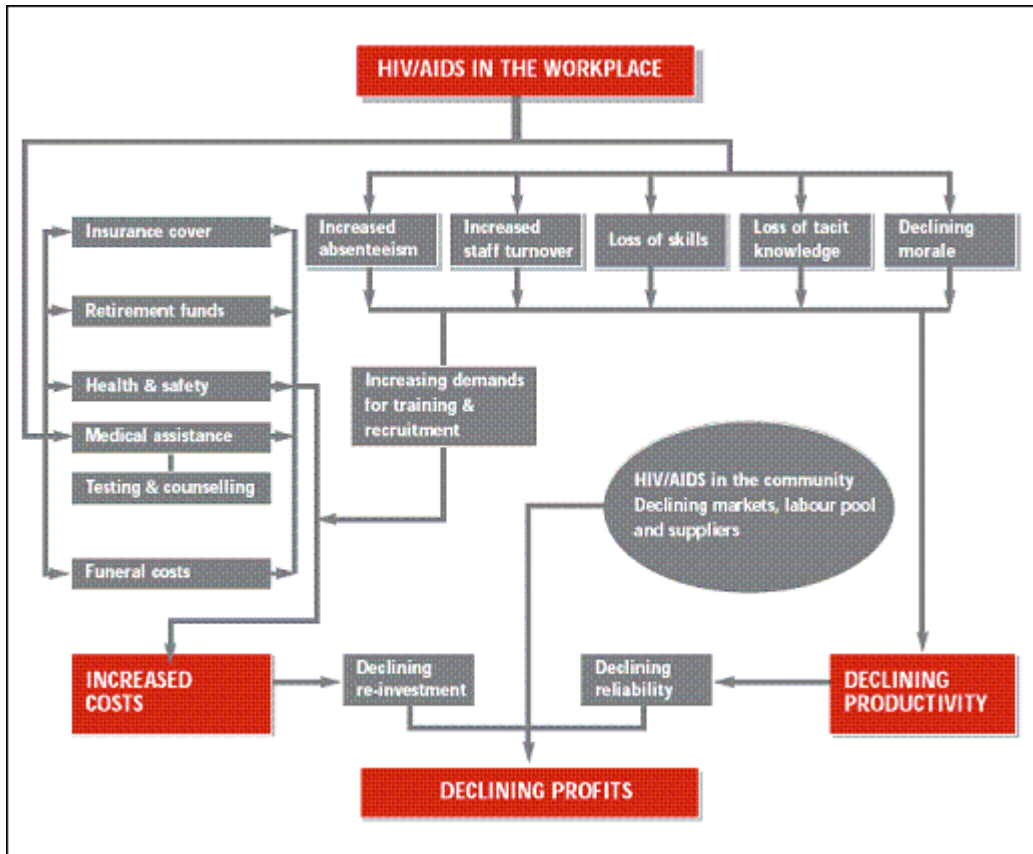 HIV/AIDS IN THE WORKPLACE
Increased
absenteeism
Increased
staff turnover
Loss of skills
Loss of tacit
knowledge
Declining
morale
Insurance cover
Retirement funds
Health & safety
Medical assistance
Testing & counselling
Funeral costs
Increasing demands
for training &
recruitment
HIV/AIDS in the community
Declining markets, labour pool
and suppliers
INCREASED
COSTS
Declining
re-investment
Declining
reliability
DECLINING
PRODUCTIVITY
DECLINING PROFITS